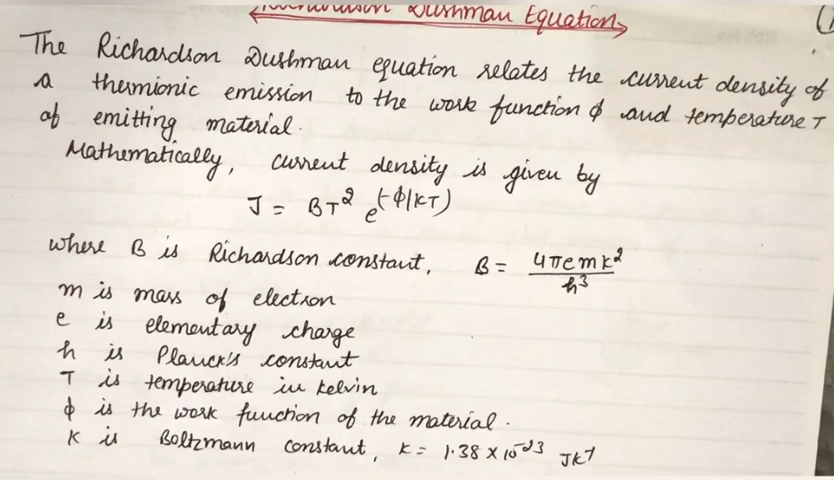 Richardson Dushman Equation
The Richardson Dushman equation relates the current density of
a thermionic emission to the work function ϕ and temperature T
of emitting material.
Mathematically, current density is given by
J = BT² e^(-ϕ/KT)
where B is Richardson constant, B = 4πemk²/h³
m is mass of electron
e is elementary charge
h is Planck's constant
T is temperature in kelvin
ϕ is the work function of the material.
K is Boltzmann constant, K = 1.38 × 10⁻²³ JK⁻¹